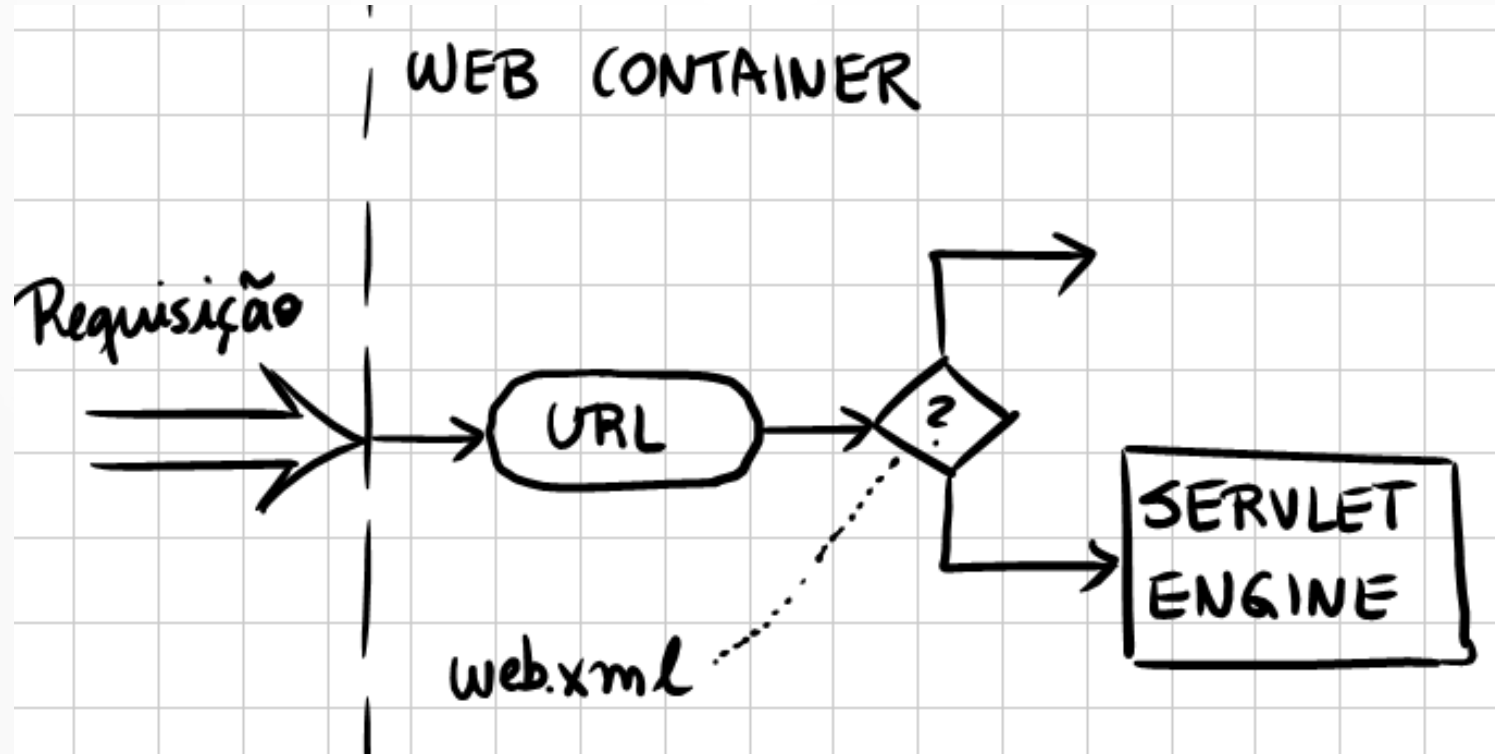 WEB CONTAINER
Requisição
URL
?
SERVLET
ENGINE
web.xml